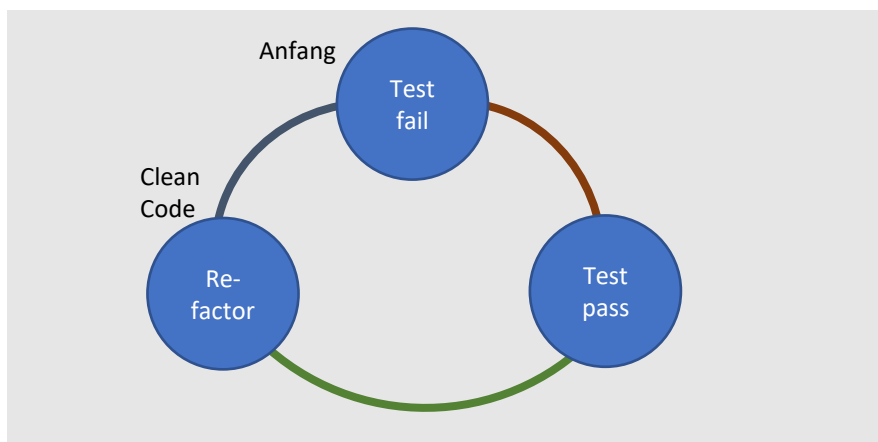 Anfang
Test
fail
Clean
Code
Re-
factor
Test
pass